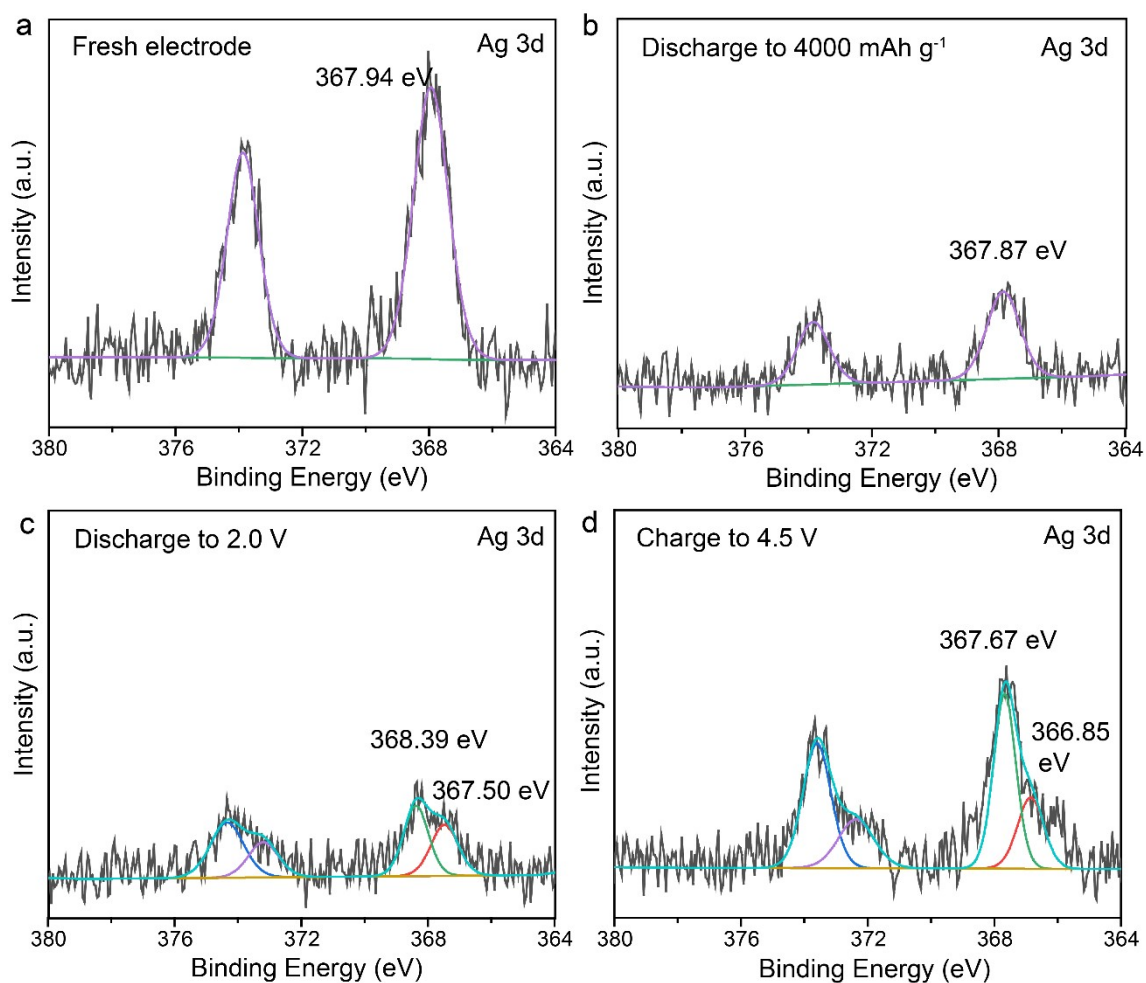 a
Fresh electrode
Ag 3d
367.94 eV
Intensity (a.u.)
380
376
372
368
364
Binding Energy (eV)
b
Discharge to 4000 mAh g⁻¹
Ag 3d
367.87 eV
Intensity (a.u.)
380
376
372
368
364
Binding Energy (eV)
c
Discharge to 2.0 V
Ag 3d
368.39 eV
367.50 eV
Intensity (a.u.)
380
376
372
368
364
Binding Energy (eV)
d
Charge to 4.5 V
Ag 3d
367.67 eV
366.85
eV
Intensity (a.u.)
380
376
372
368
364
Binding Energy (eV)